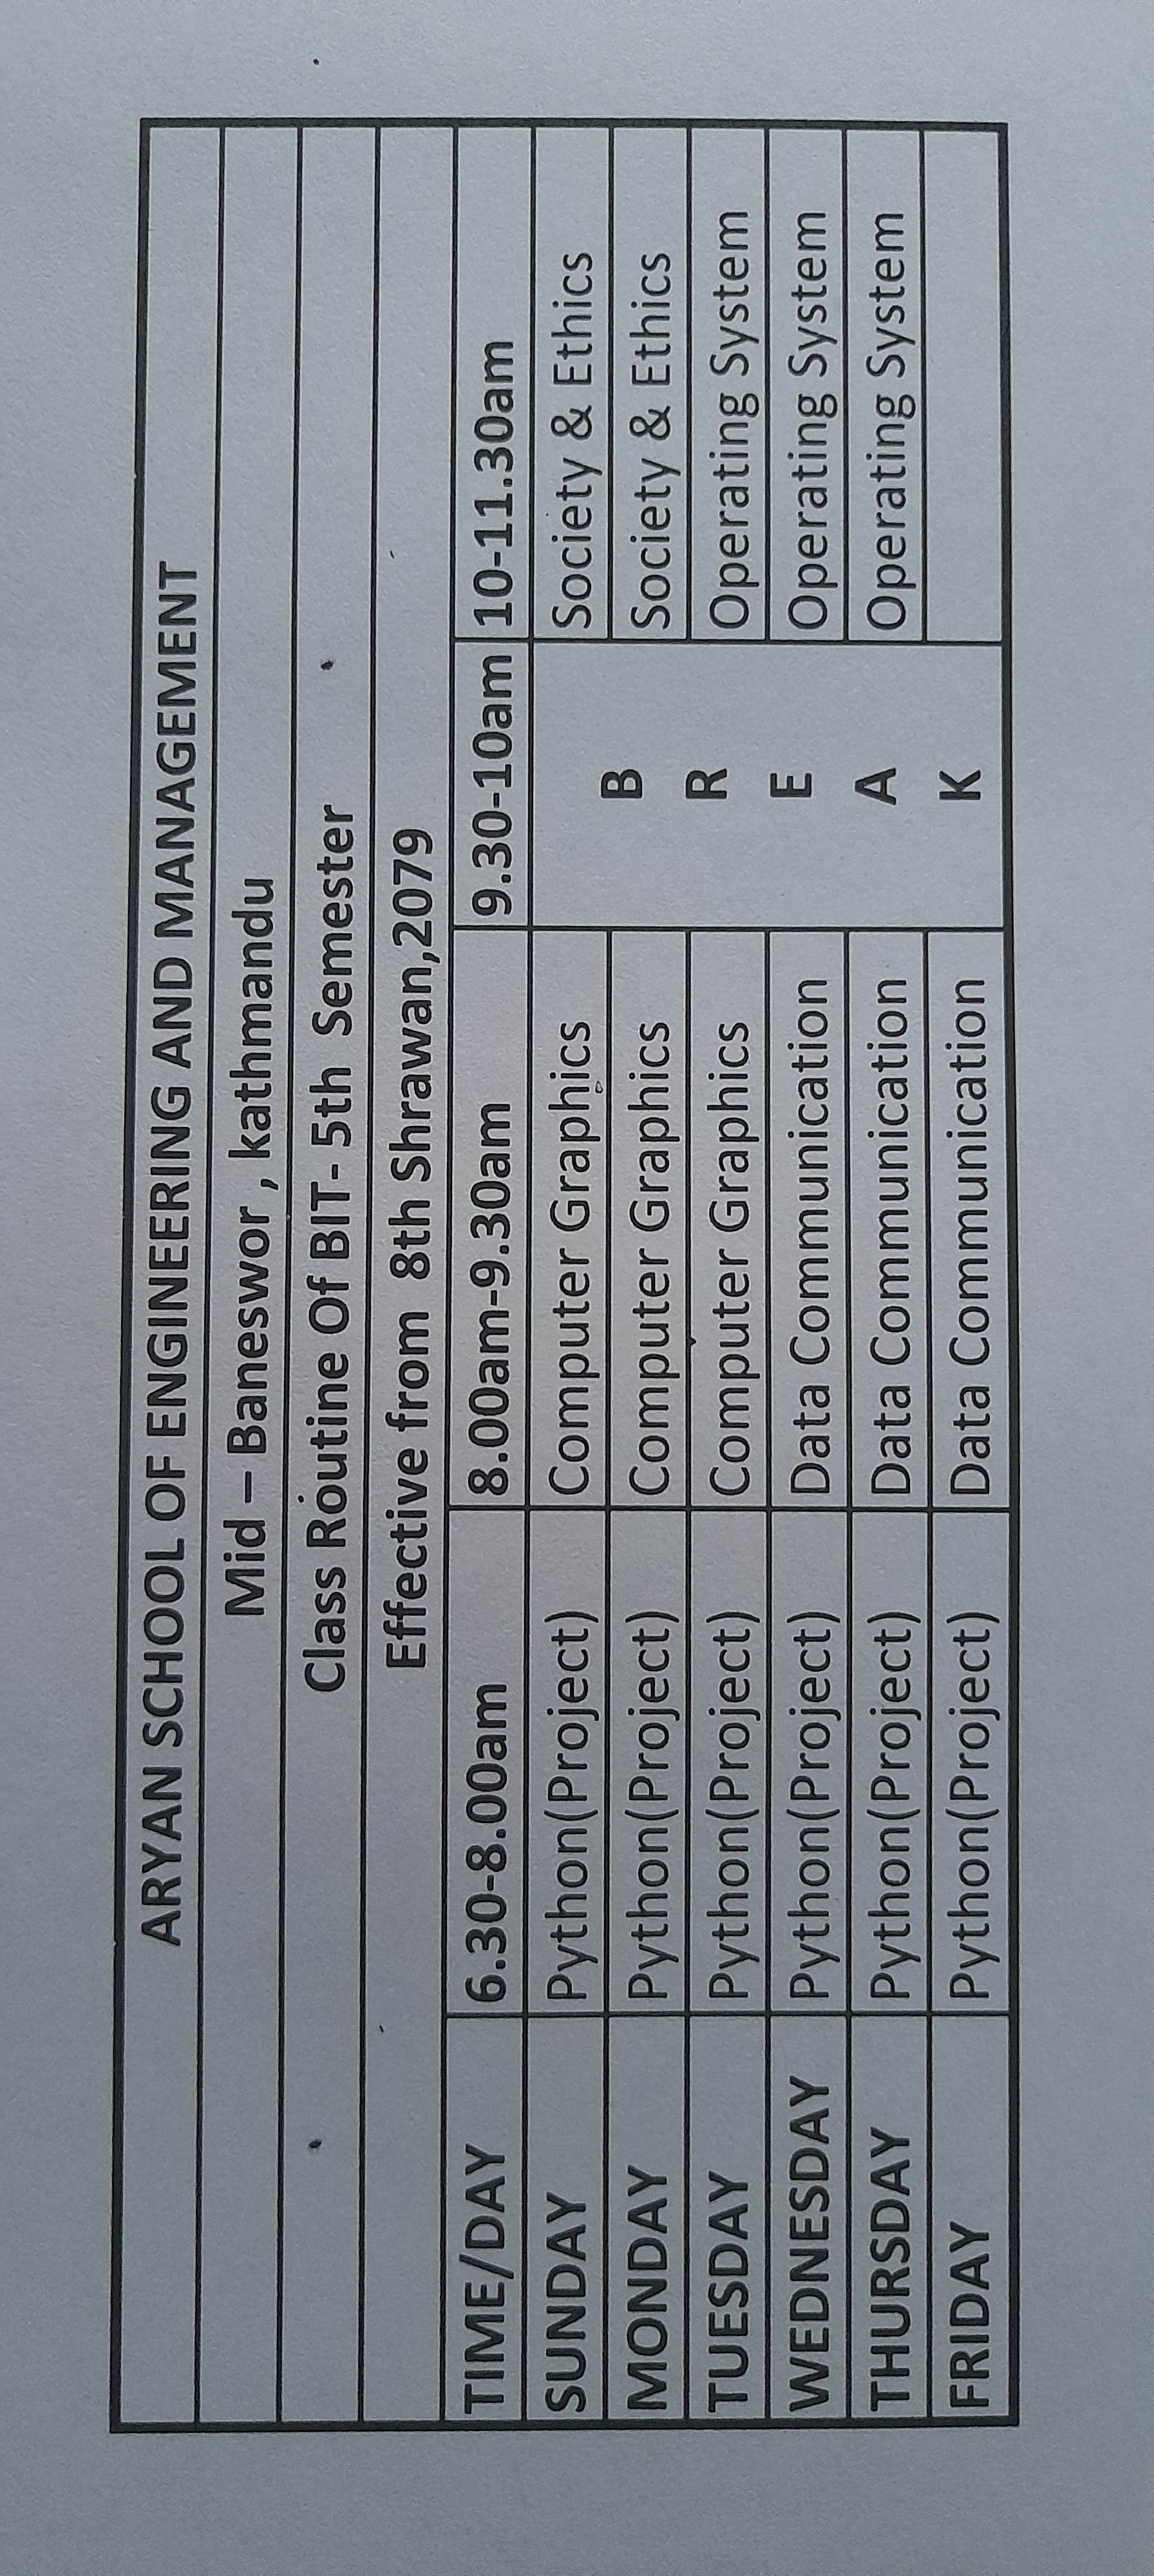 ARYAN SCHOOL OF ENGINEERING AND MANAGEMENT
Mid – Baneswor , kathmandu
Class Routine Of BIT- 5th Semester
Effective from 8th Shrawan,2079
TIME/DAY 6.30-8.00am 8.00am-9.30am 9.30-10am 10-11.30am
SUNDAY Python(Project) Computer Graphics Society & Ethics
MONDAY Python(Project) Computer Graphics Society & Ethics
TUESDAY Python(Project) Computer Graphics Operating System
WEDNESDAY Python(Project) Data Communication Operating System
THURSDAY Python(Project) Data Communication Operating System
FRIDAY Python(Project) Data Communication
B
R
E
A
K